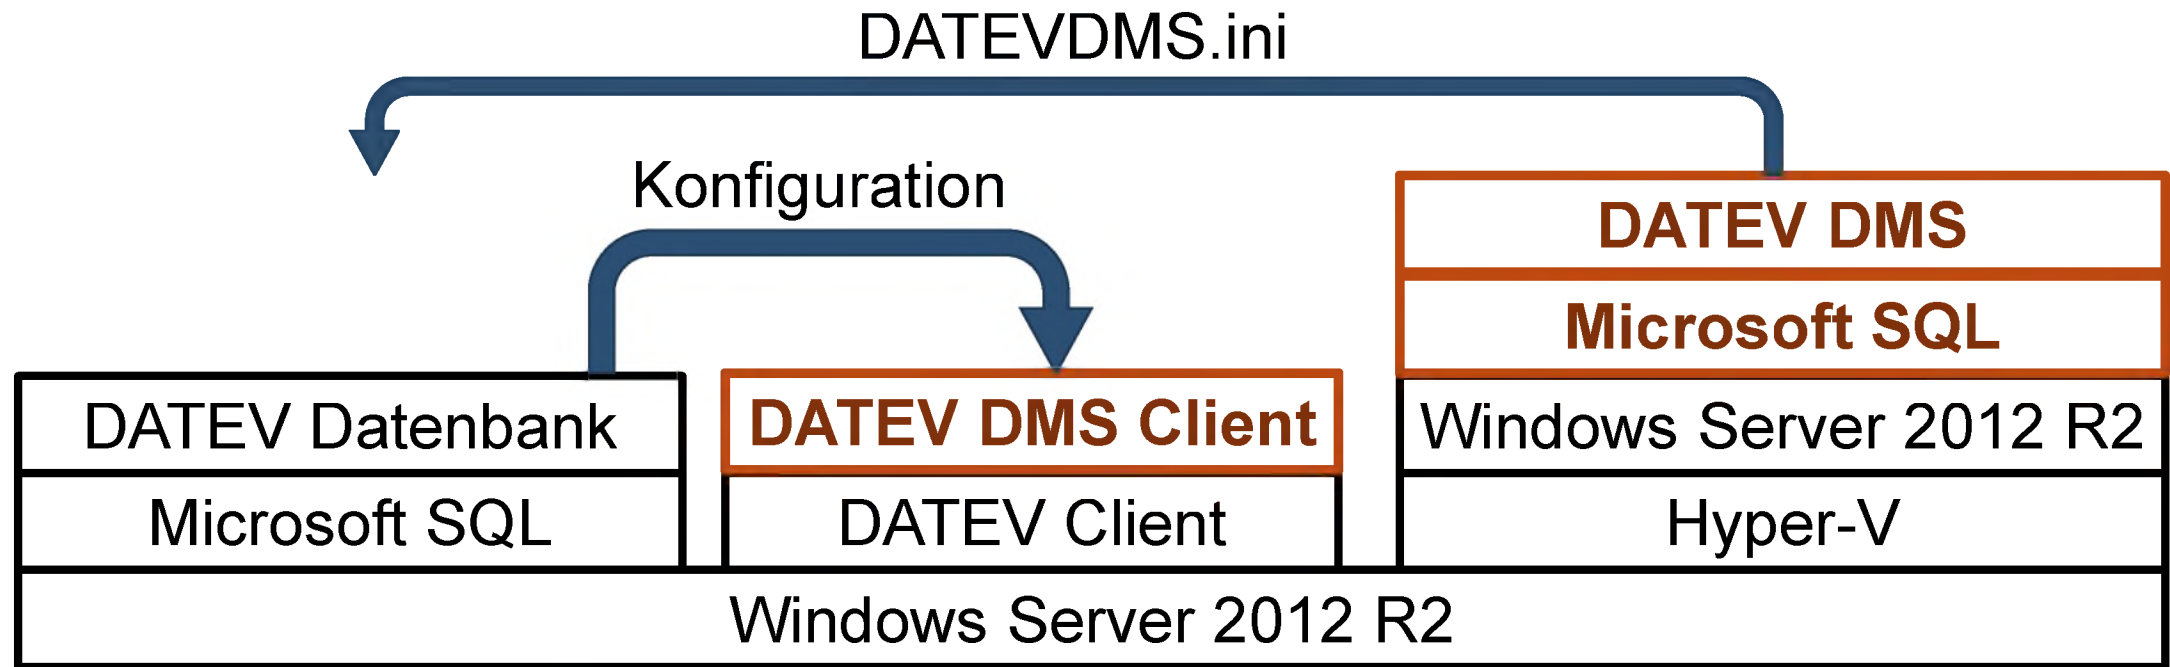 DATEVDMS.ini
Konfiguration
DATEV DMS
Microsoft SQL
DATEV Datenbank
DATEV DMS Client
Windows Server 2012 R2
Microsoft SQL
DATEV Client
Hyper-V
Windows Server 2012 R2